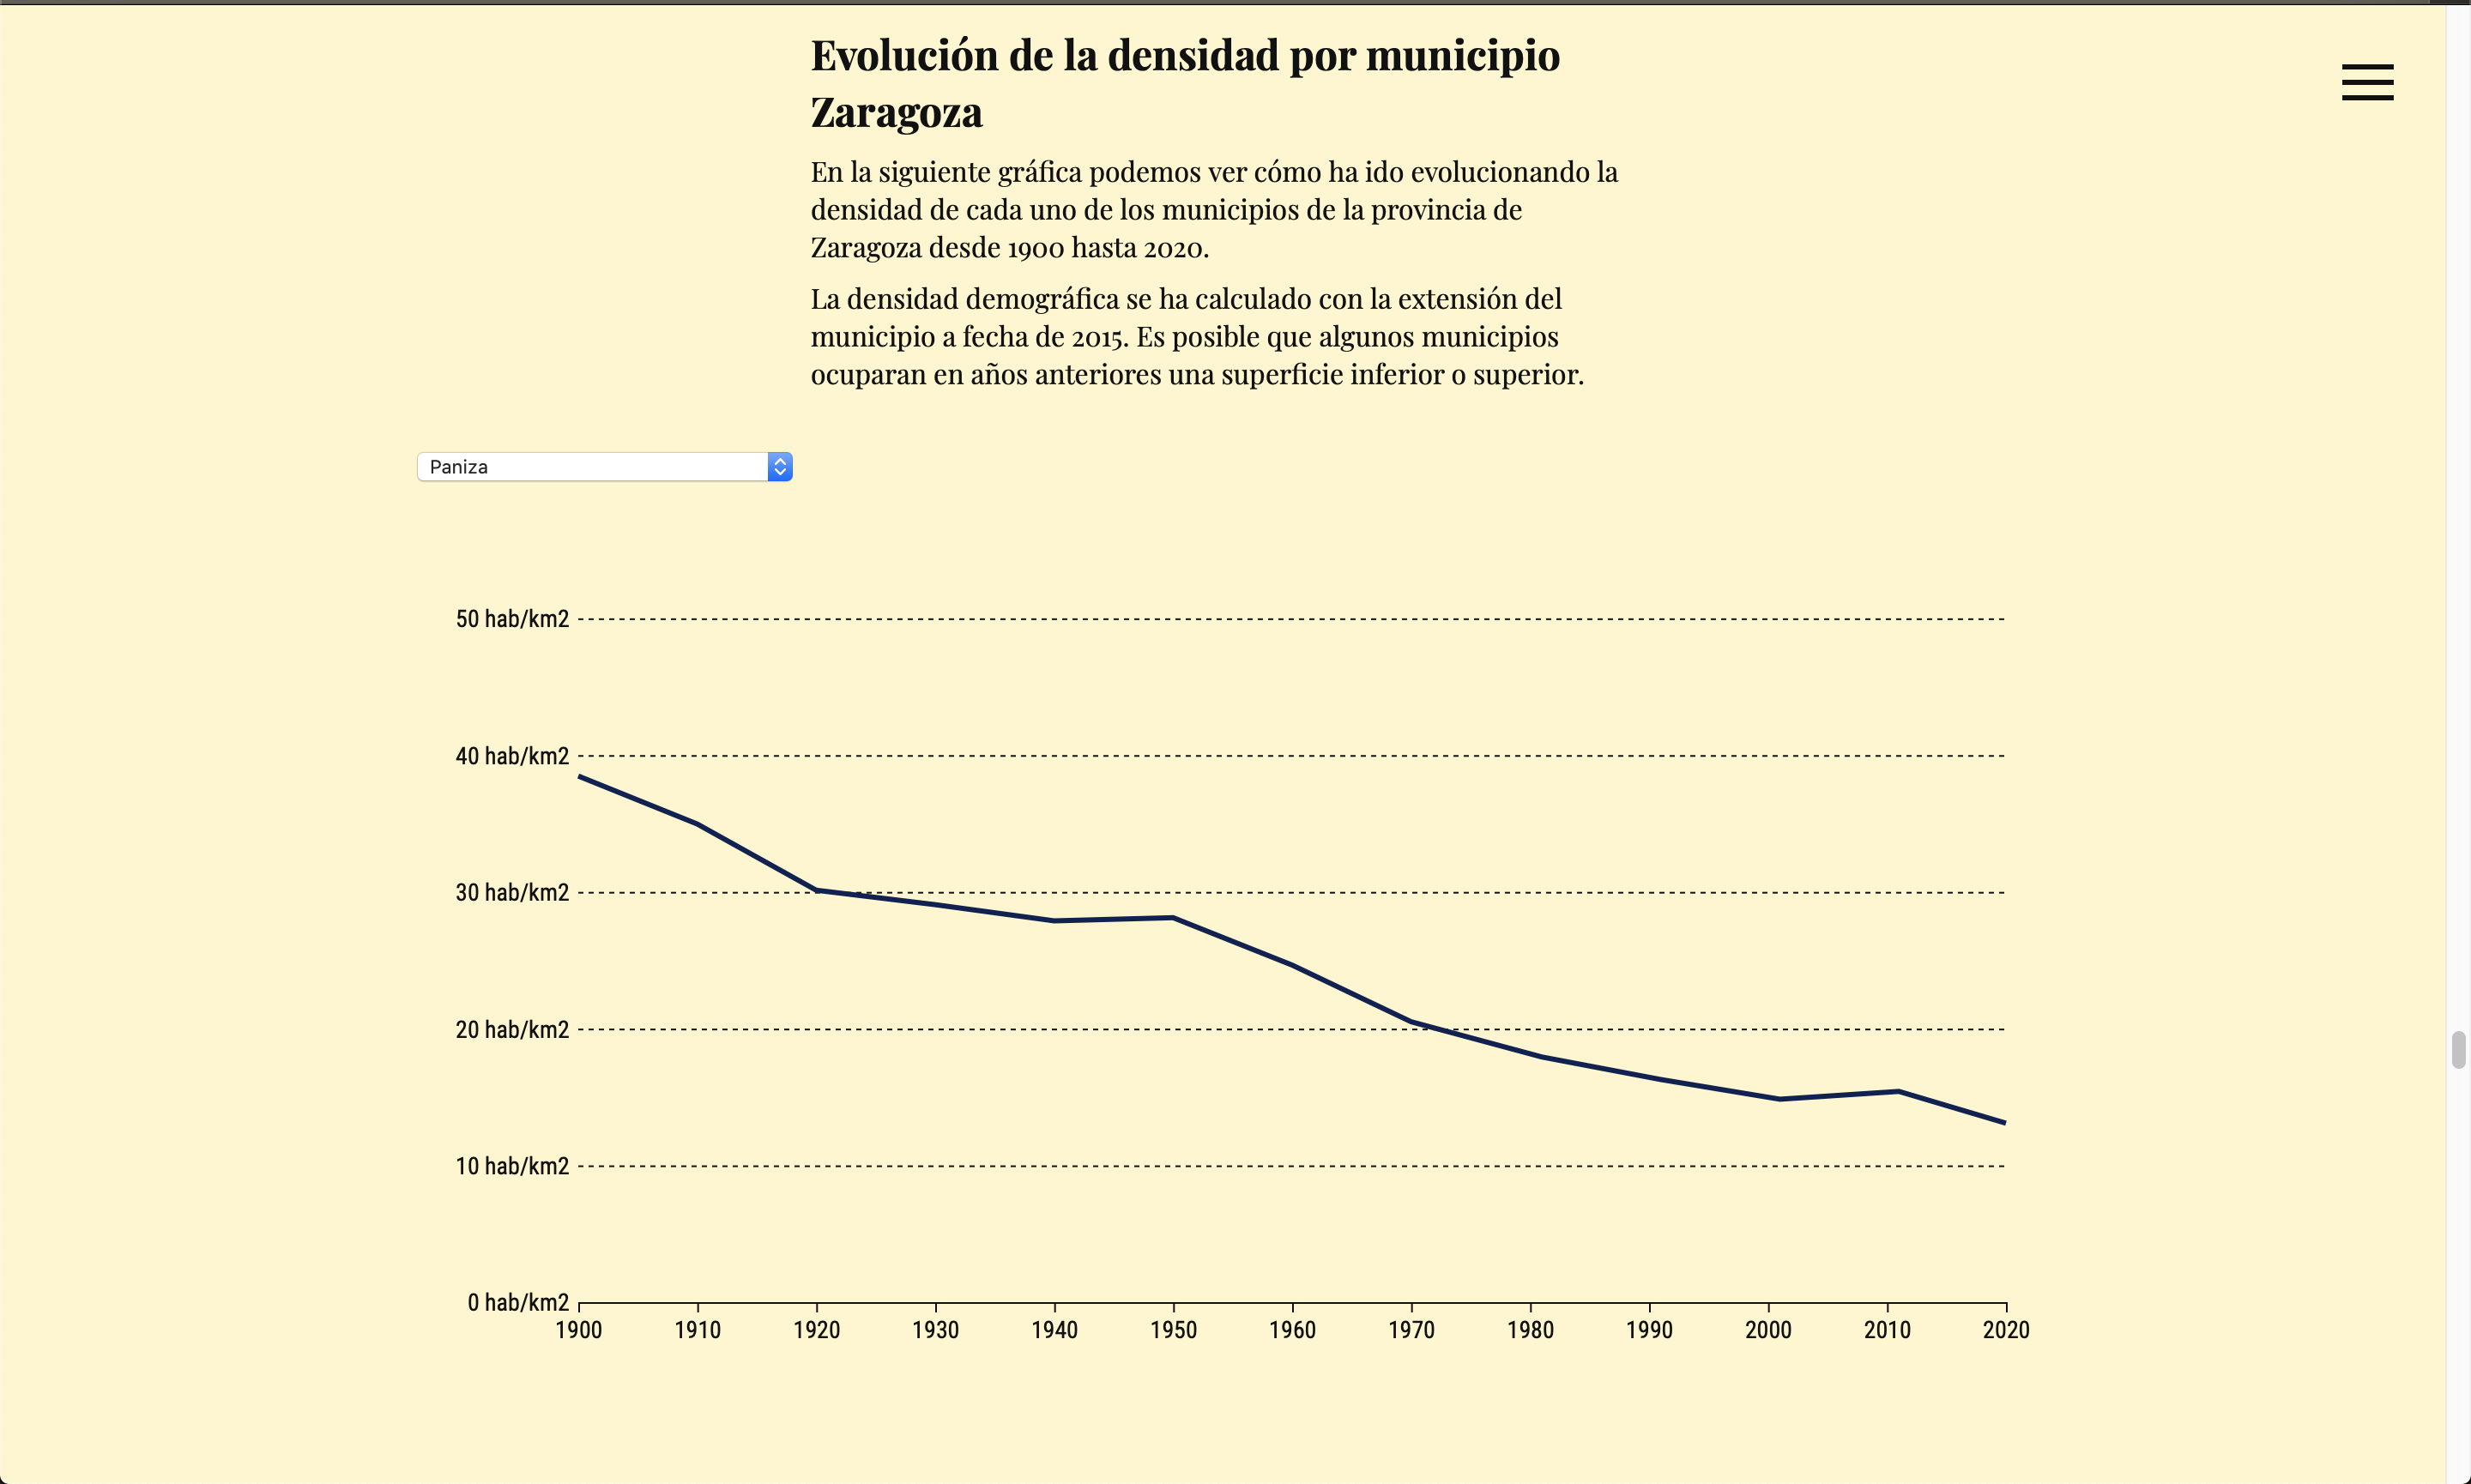 Evolución de la densidad por municipio
Zaragoza
En la siguiente gráfica podemos ver cómo ha ido evolucionando la
densidad de cada uno de los municipios de la provincia de
Zaragoza desde 1900 hasta 2020.
La densidad demográfica se ha calculado con la extensión del
municipio a fecha de 2015. Es posible que algunos municipios
ocuparan en años anteriores una superficie inferior o superior.
Paniza
50 hab/km2
40 hab/km2
30 hab/km2
20 hab/km2
10 hab/km2
0 hab/km2
1900 1910 1920 1930 1940 1950 1960 1970 1980 1990 2000 2010 2020